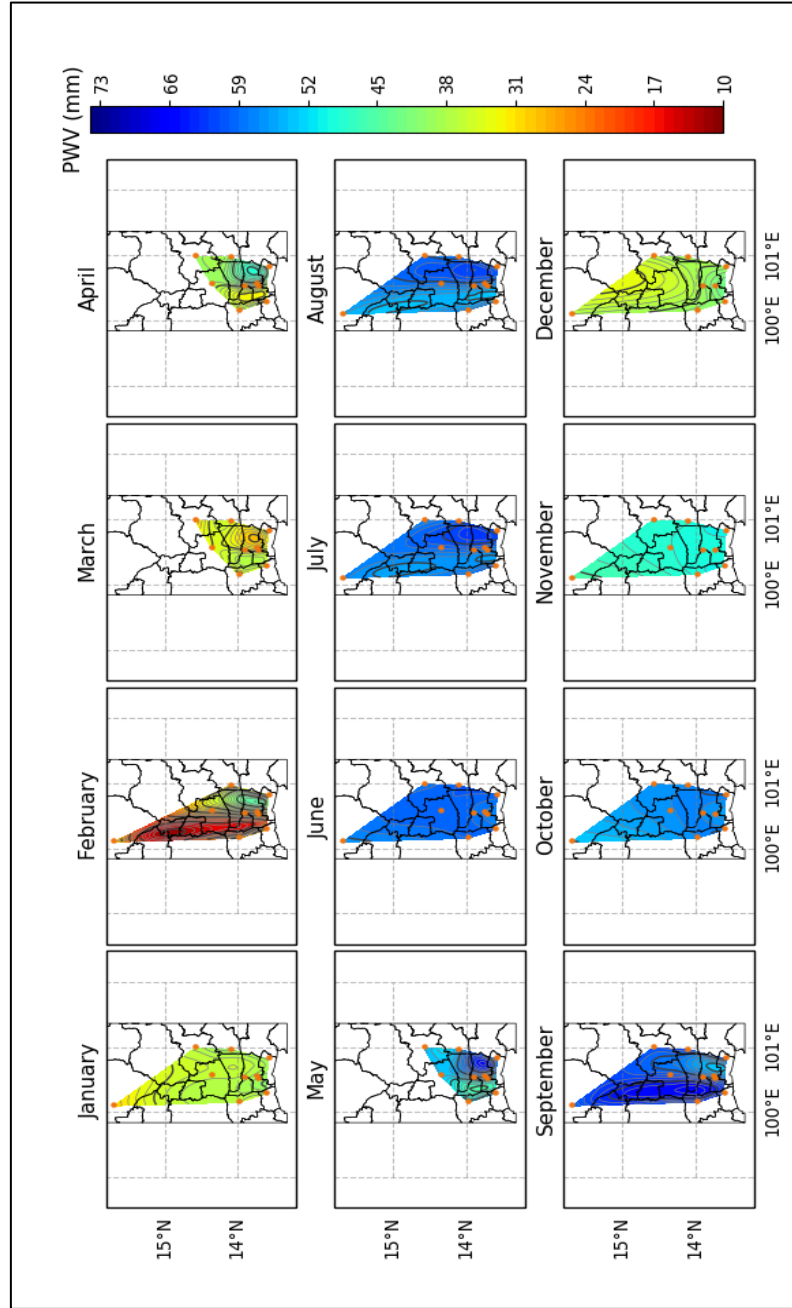 January
February
March
April
15°N
14°N
May
June
July
August
15°N
14°N
September
October
November
December
15°N
14°N
100°E 101°E
100°E 101°E
100°E 101°E
100°E 101°E
PWV (mm)
73
66
59
52
45
38
31
24
17
10